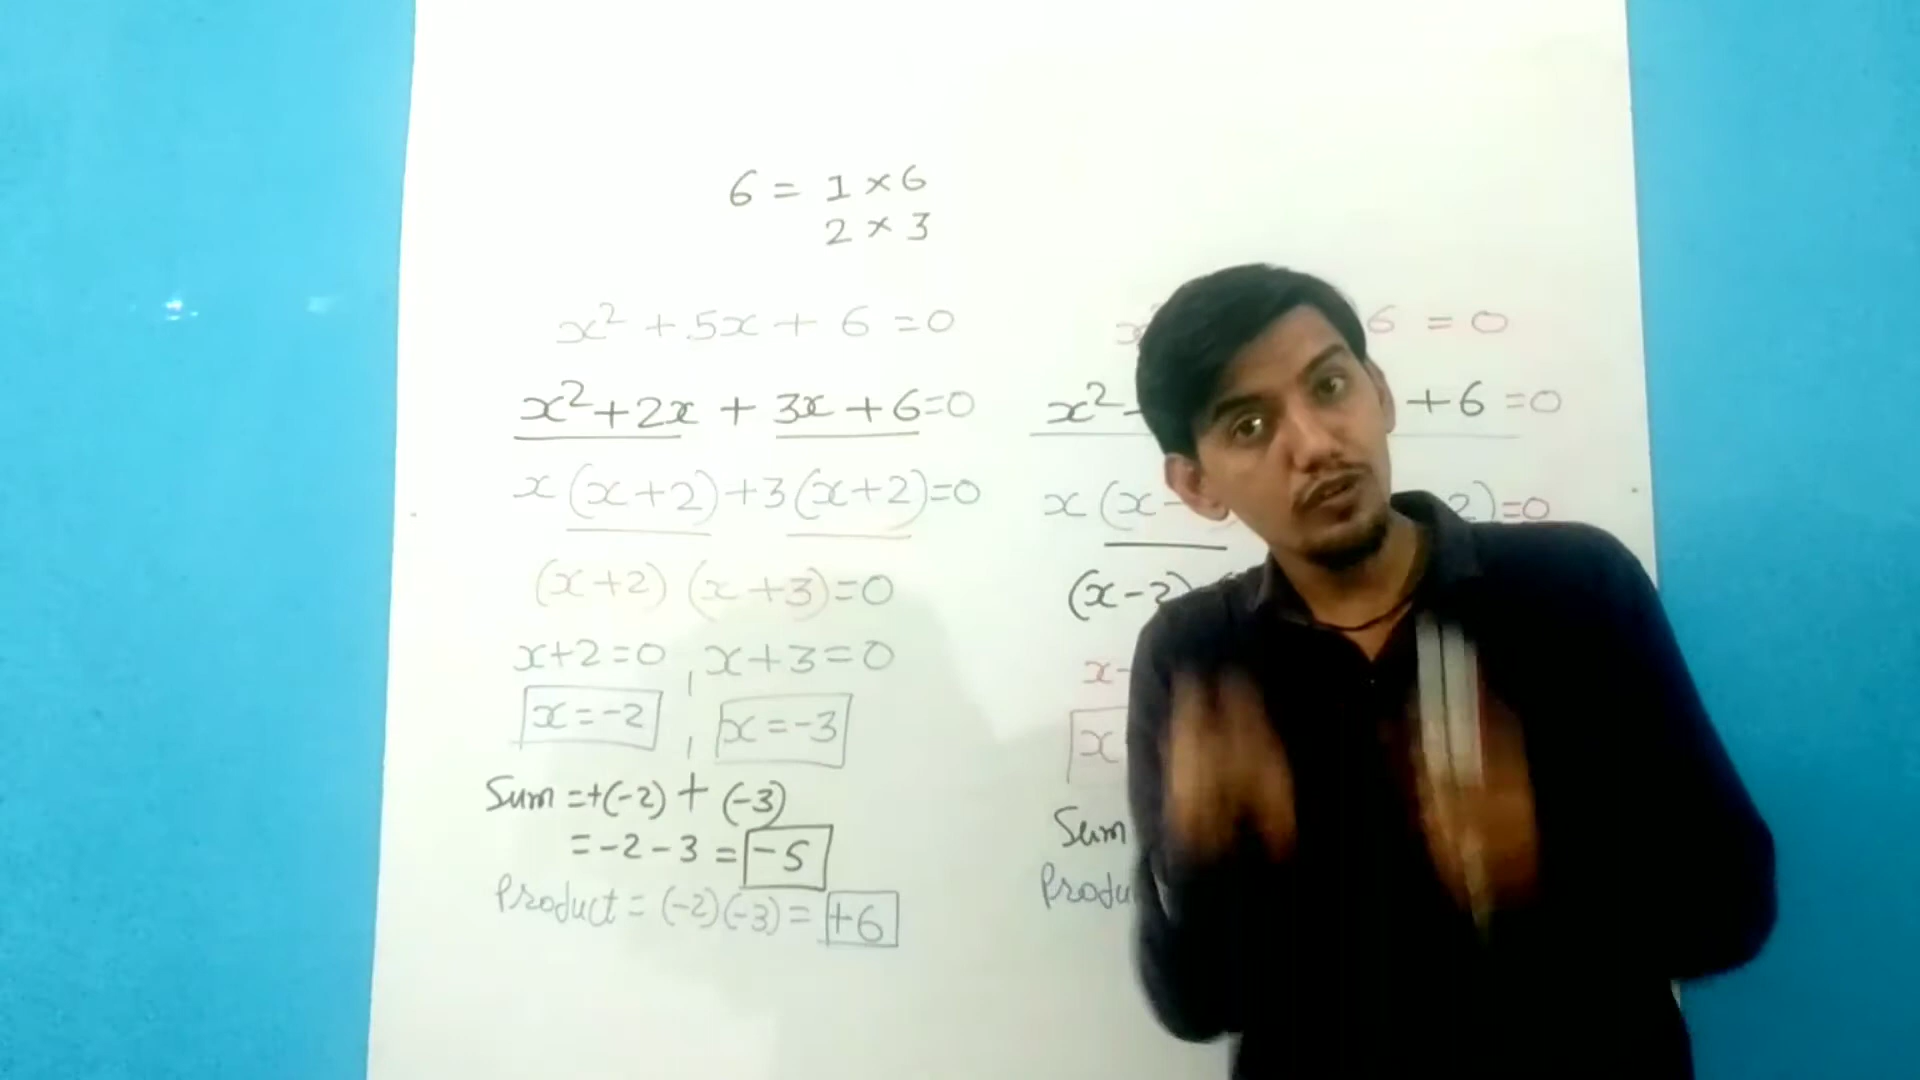 6 = 1 × 6
2 × 3
x² + 5x + 6 = 0
x² + 2x + 3x + 6 = 0
x (x + 2) + 3 (x + 2) = 0
(x + 2) (x + 3) = 0
x + 2 = 0 , x + 3 = 0
x = -2 , x = -3
Sum = +(-2) + (-3)
= -2 - 3 = -5
Product = (-2)(-3) = +6
6 = 0
x² - + 6 = 0
x (x - 2) = 0
(x - 2)
x -
x
Sum